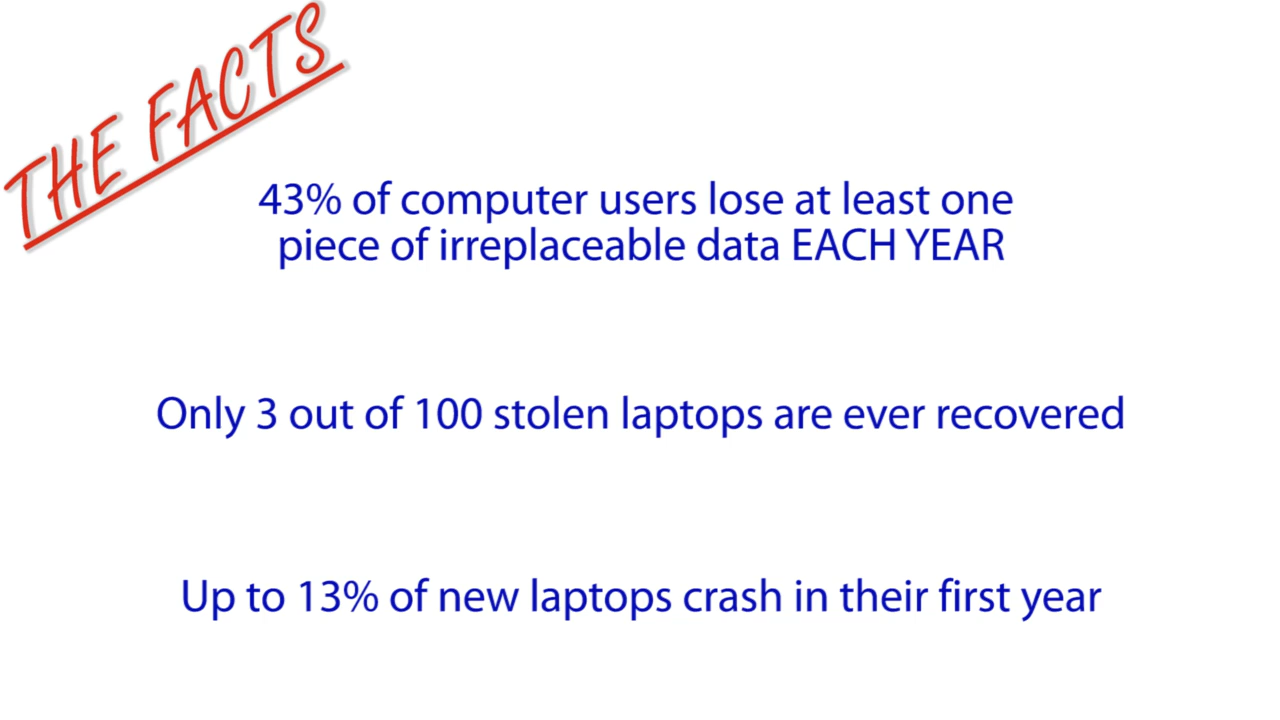 THE FACTS
43% of computer users lose at least one
piece of irreplaceable data EACH YEAR
Only 3 out of 100 stolen laptops are ever recovered
Up to 13% of new laptops crash in their first year